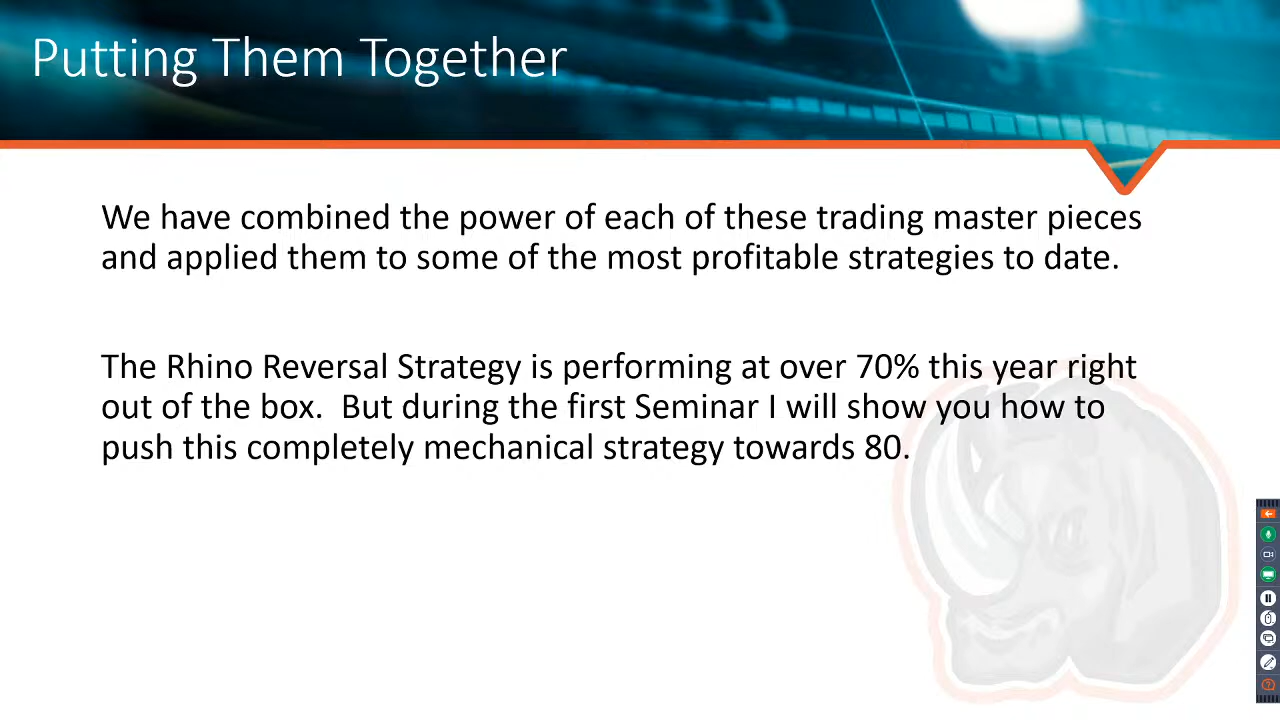 Putting Them Together
We have combined the power of each of these trading master pieces
and applied them to some of the most profitable strategies to date.
The Rhino Reversal Strategy is performing at over 70% this year right
out of the box.  But during the first Seminar I will show you how to
push this completely mechanical strategy towards 80.